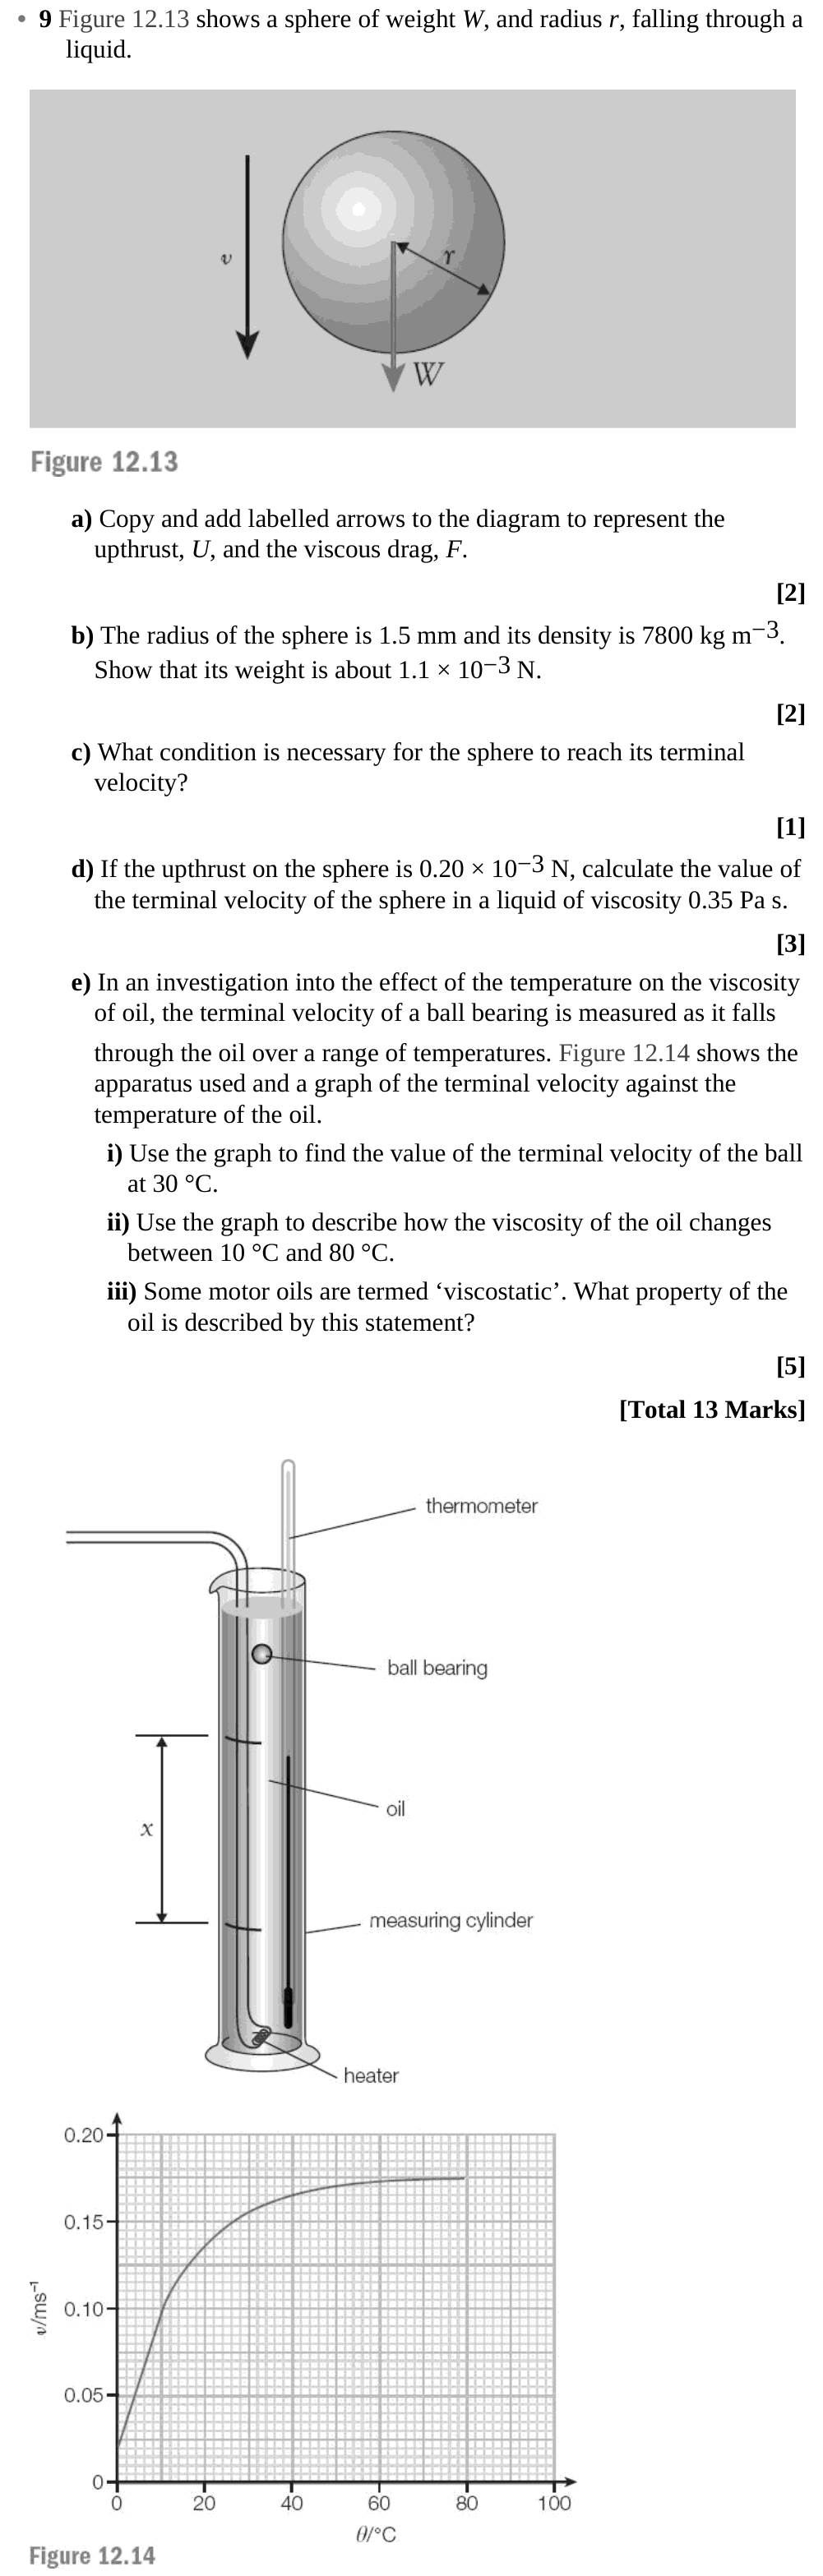 • 9 Figure 12.13 shows a sphere of weight W, and radius r, falling through a
liquid.
v
r
W
Figure 12.13
a) Copy and add labelled arrows to the diagram to represent the
upthrust, U, and the viscous drag, F.
[2]
b) The radius of the sphere is 1.5 mm and its density is 7800 kg m−3.
Show that its weight is about 1.1 × 10−3 N.
[2]
c) What condition is necessary for the sphere to reach its terminal
velocity?
[1]
d) If the upthrust on the sphere is 0.20 × 10−3 N, calculate the value of
the terminal velocity of the sphere in a liquid of viscosity 0.35 Pa s.
[3]
e) In an investigation into the effect of the temperature on the viscosity
of oil, the terminal velocity of a ball bearing is measured as it falls
through the oil over a range of temperatures. Figure 12.14 shows the
apparatus used and a graph of the terminal velocity against the
temperature of the oil.
i) Use the graph to find the value of the terminal velocity of the ball
at 30 °C.
ii) Use the graph to describe how the viscosity of the oil changes
between 10 °C and 80 °C.
iii) Some motor oils are termed ‘viscostatic’. What property of the
oil is described by this statement?
[5]
[Total 13 Marks]
thermometer
ball bearing
oil
x
measuring cylinder
heater
0.20
0.15
0.10
0.05
0
v/ms−1
0 20 40 60 80 100
θ/°C
Figure 12.14